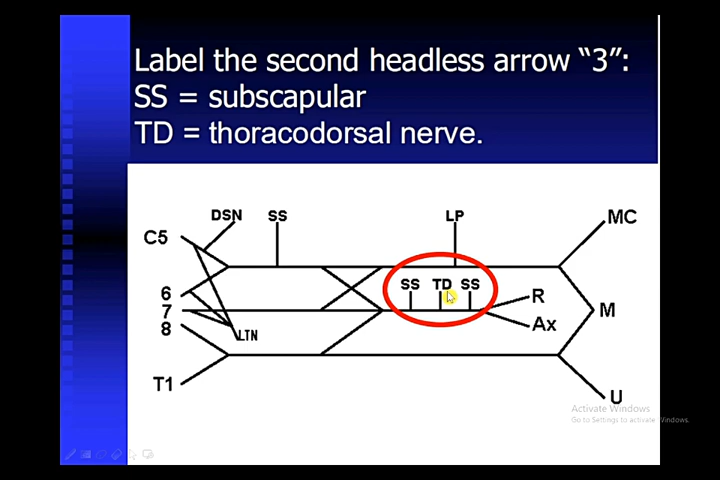 Label the second headless arrow “3”:
SS = subscapular
TD = thoracodorsal nerve.
DSN SS LP MC
C5
SS TD SS
6
R
7
M
8
Ax
LTN
T1
U
Activate Windows
Go to Settings to activate Windows.